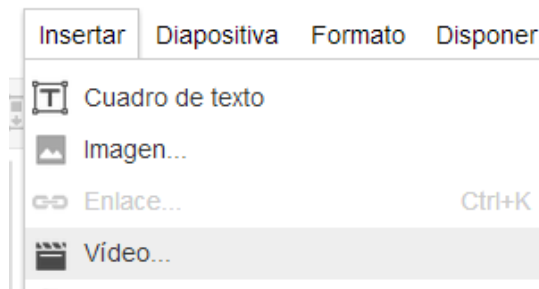 Insertar Diapositiva Formato Disponer
Cuadro de texto
Imagen...
Enlace... Ctrl+K
Vídeo...